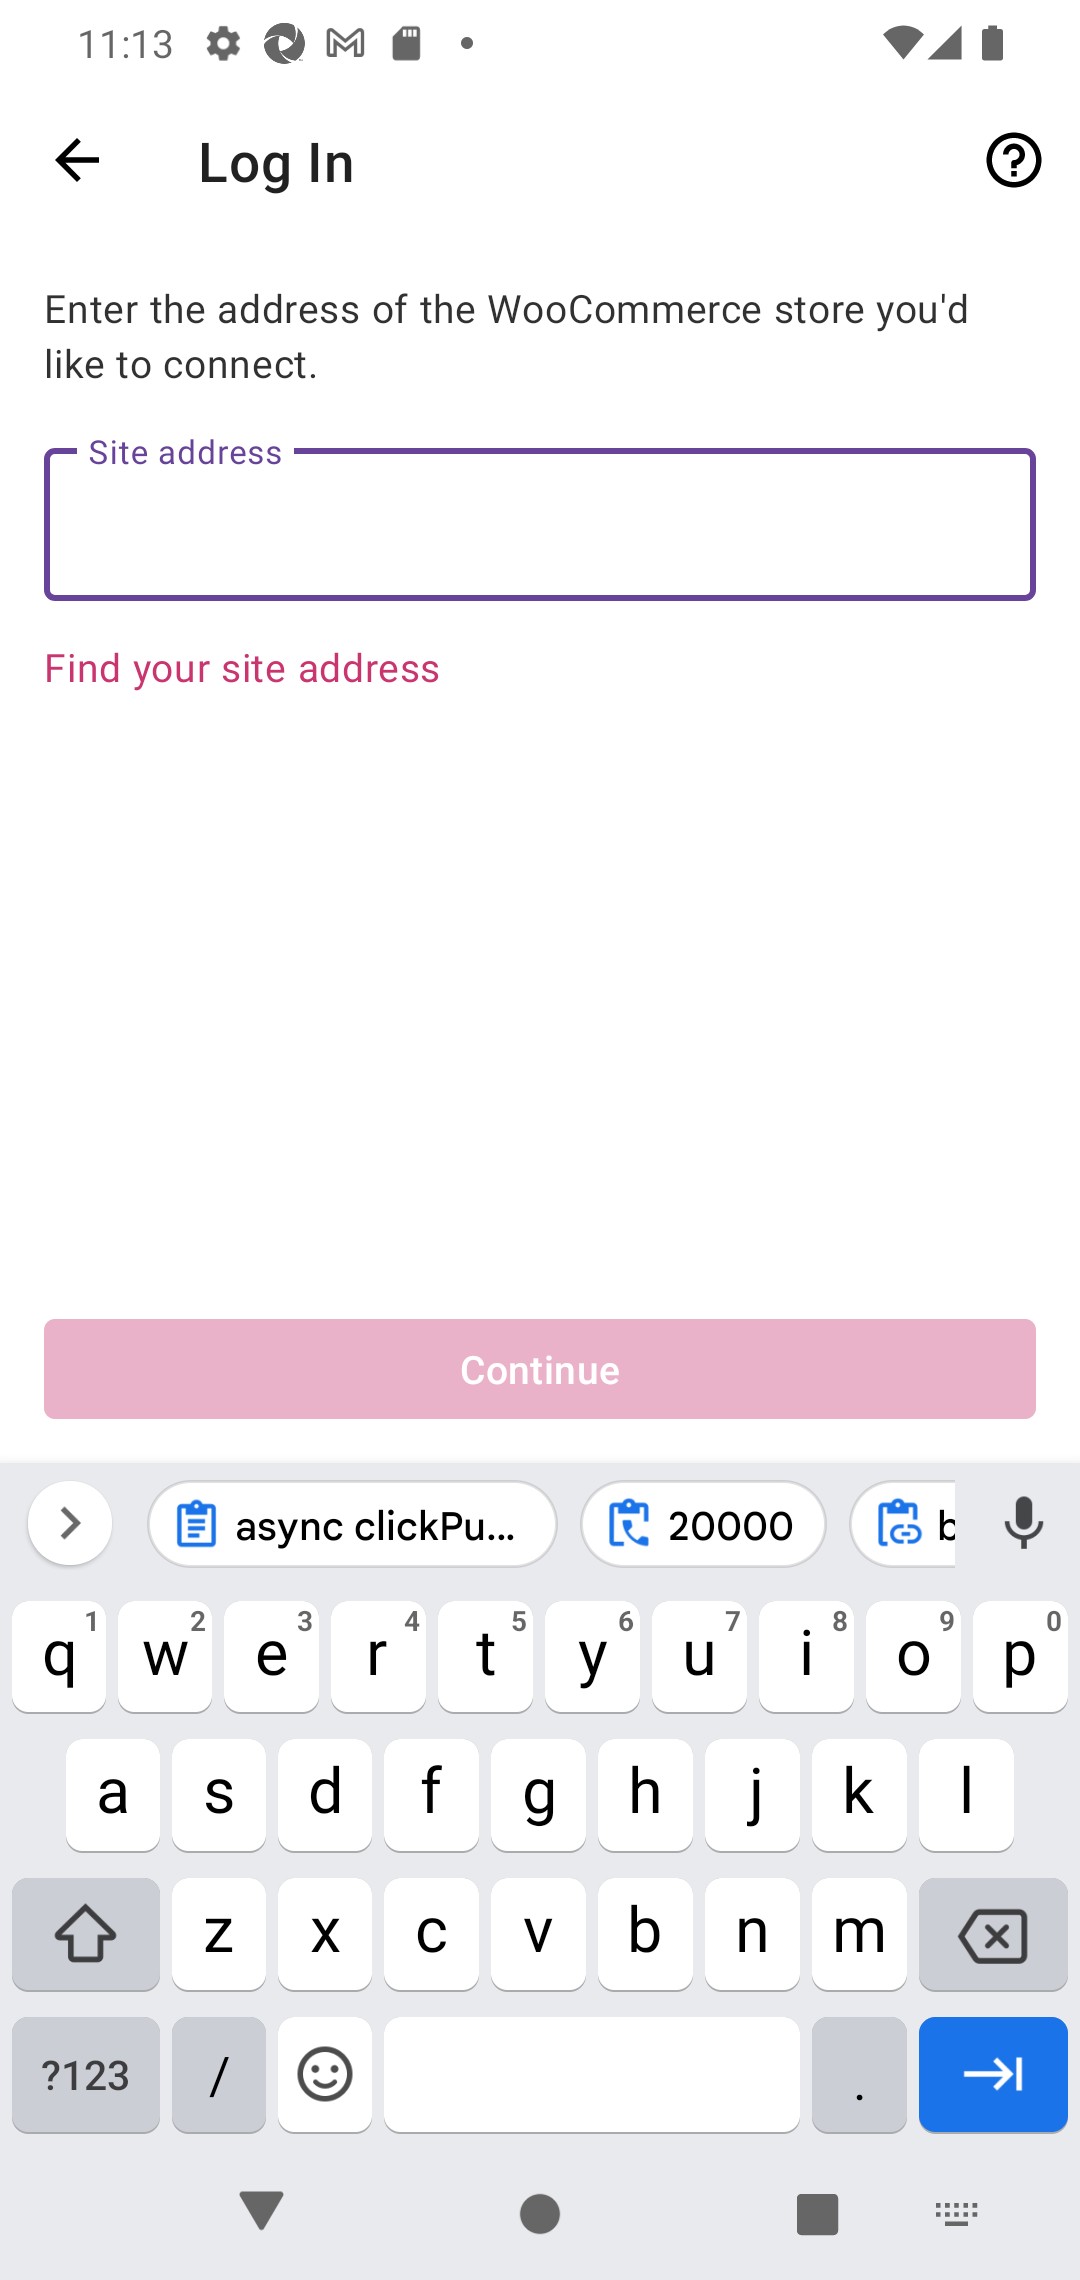 11:13
Log In
Enter the address of the WooCommerce store you'd
like to connect.
Site address
Find your site address
Continue
async clickPu... 20000 b
q 1 w 2 e 3 r 4 t 5 y 6 u 7 i 8 o 9 p 0
a s d f g h j k l
z x c v b n m
?123 / .